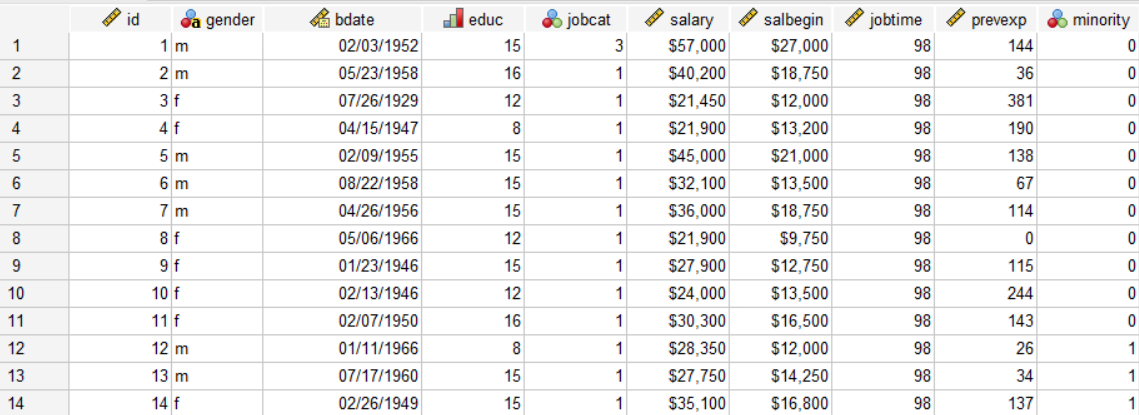 id gender bdate educ jobcat salary salbegin jobtime prevexp minority
1 1 m 02/03/1952 15 3 $57,000 $27,000 98 144 0
2 2 m 05/23/1958 16 1 $40,200 $18,750 98 36 0
3 3 f 07/26/1929 12 1 $21,450 $12,000 98 381 0
4 4 f 04/15/1947 8 1 $21,900 $13,200 98 190 0
5 5 m 02/09/1955 15 1 $45,000 $21,000 98 138 0
6 6 m 08/22/1958 15 1 $32,100 $13,500 98 67 0
7 7 m 04/26/1956 15 1 $36,000 $18,750 98 114 0
8 8 f 05/06/1966 12 1 $21,900 $9,750 98 0 0
9 9 f 01/23/1946 15 1 $27,900 $12,750 98 115 0
10 10 f 02/13/1946 12 1 $24,000 $13,500 98 244 0
11 11 f 02/07/1950 16 1 $30,300 $16,500 98 143 0
12 12 m 01/11/1966 8 1 $28,350 $12,000 98 26 1
13 13 m 07/17/1960 15 1 $27,750 $14,250 98 34 1
14 14 f 02/26/1949 15 1 $35,100 $16,800 98 137 1